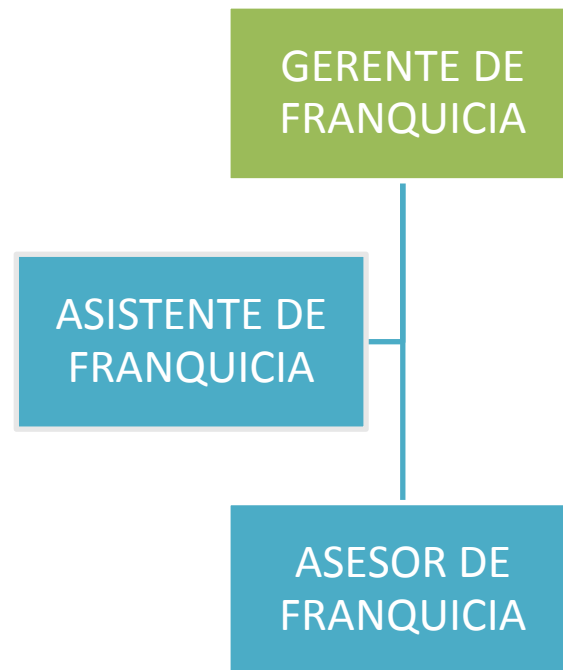 GERENTE DE
FRANQUICIA
ASISTENTE DE
FRANQUICIA
ASESOR DE
FRANQUICIA